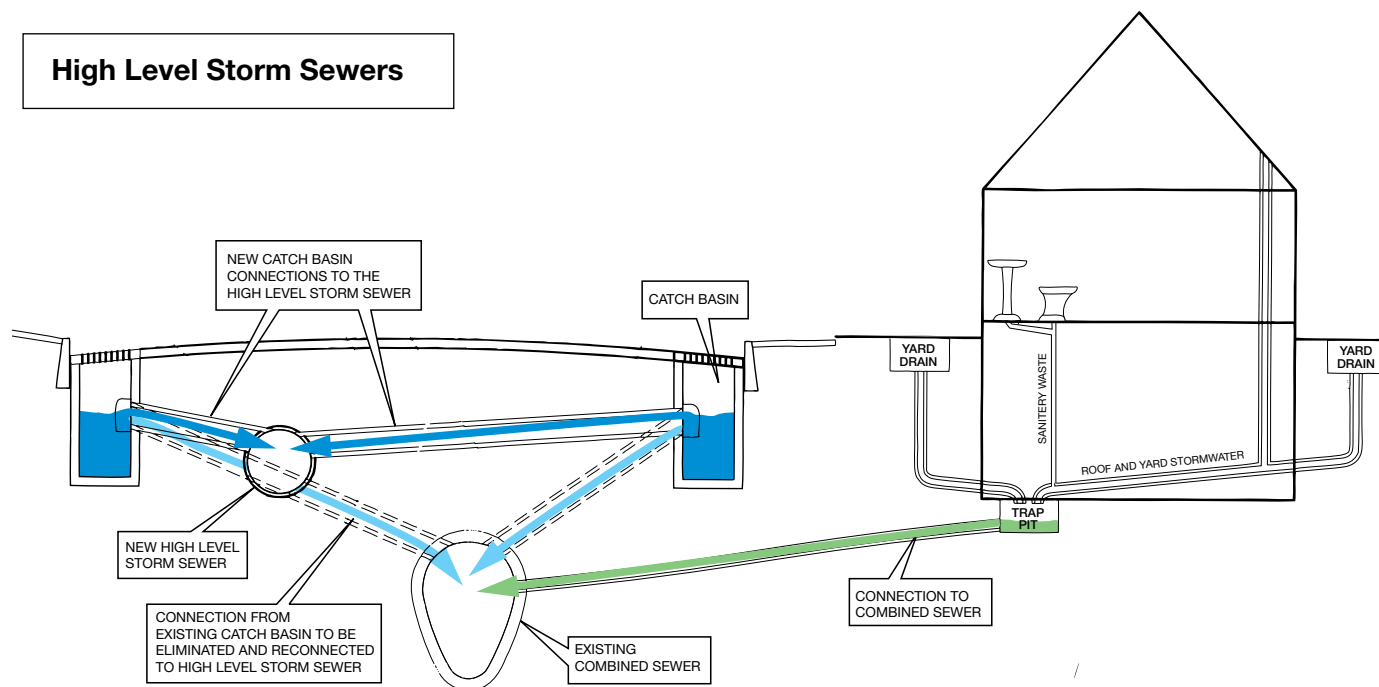 High Level Storm Sewers
NEW CATCH BASIN
CONNECTIONS TO THE
HIGH LEVEL STORM SEWER
CATCH BASIN
YARD
DRAIN
SANITERY WASTE
YARD
DRAIN
ROOF AND YARD STORMWATER
TRAP
PIT
NEW HIGH LEVEL
STORM SEWER
CONNECTION FROM
EXISTING CATCH BASIN TO BE
ELIMINATED AND RECONNECTED
TO HIGH LEVEL STORM SEWER
EXISTING
COMBINED SEWER
CONNECTION TO
COMBINED SEWER